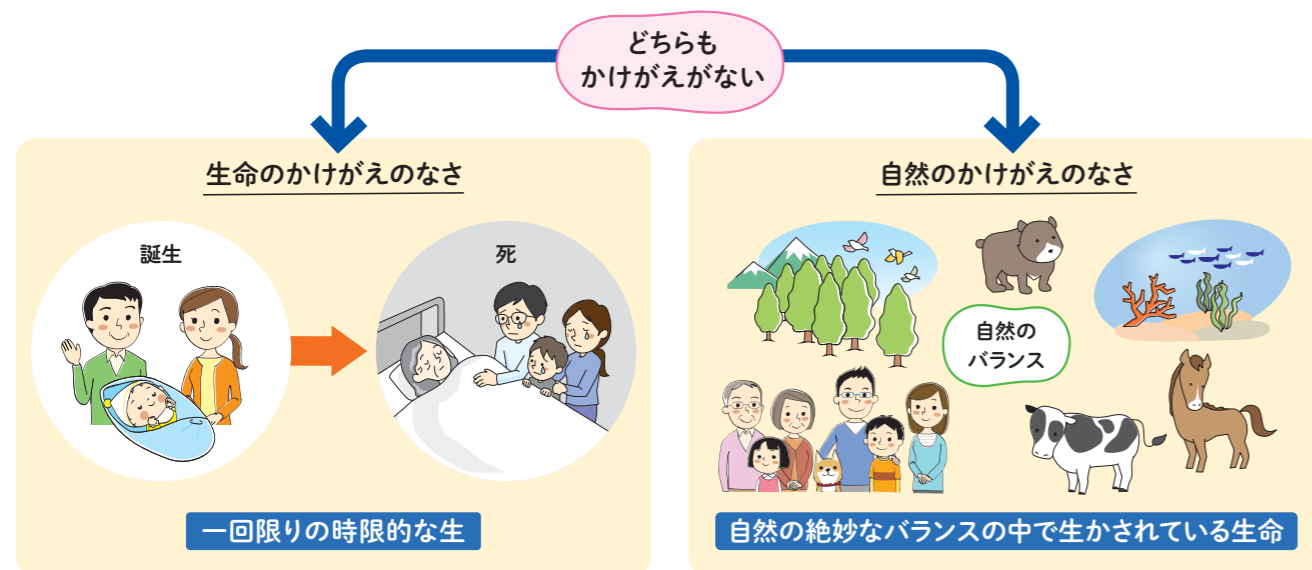 どちらも
かけがえがない
生命のかけがえのなさ
誕生
死
一回限りの時限的な生
自然のかけがえのなさ
自然の
バランス
自然の絶妙なバランスの中で生かされている生命